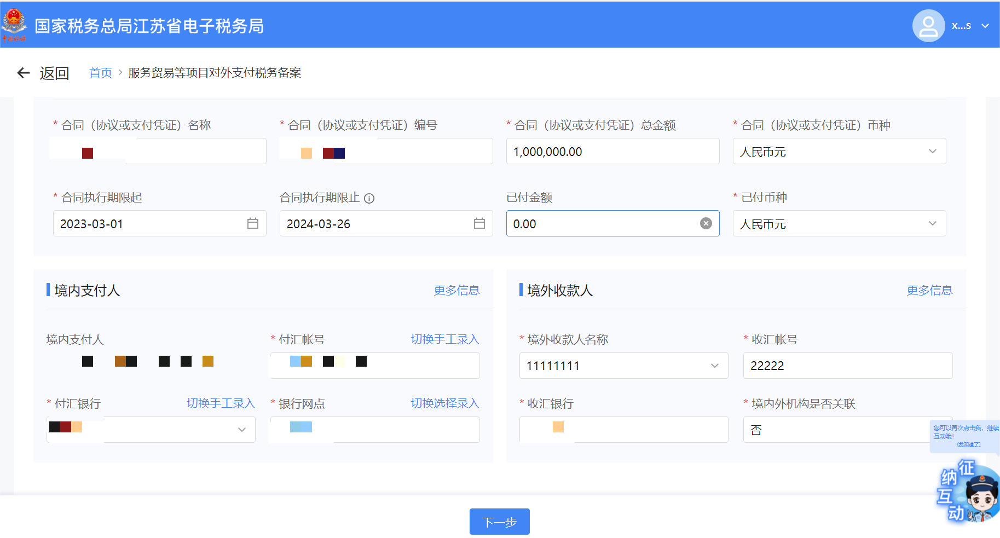 国家税务总局江苏省电子税务局
x...s
返回 首页 > 服务贸易等项目对外支付税务备案
* 合同（协议或支付凭证）名称
* 合同（协议或支付凭证）编号
* 合同（协议或支付凭证）总金额
* 合同（协议或支付凭证）币种
1,000,000.00
人民币元
* 合同执行期限起
合同执行期限止
已付金额
* 已付币种
2023-03-01
2024-03-26
0.00
人民币元
境内支付人
更多信息
境外收款人
更多信息
境内支付人
* 付汇帐号
切换手工录入
* 境外收款人名称
* 收汇帐号
11111111
22222
* 付汇银行
切换手工录入
* 银行网点
切换选择录入
* 收汇银行
* 境内外机构是否关联
否
您可以再次点击我，继续
互动哦！
(我知道了)
征纳互动
下一步